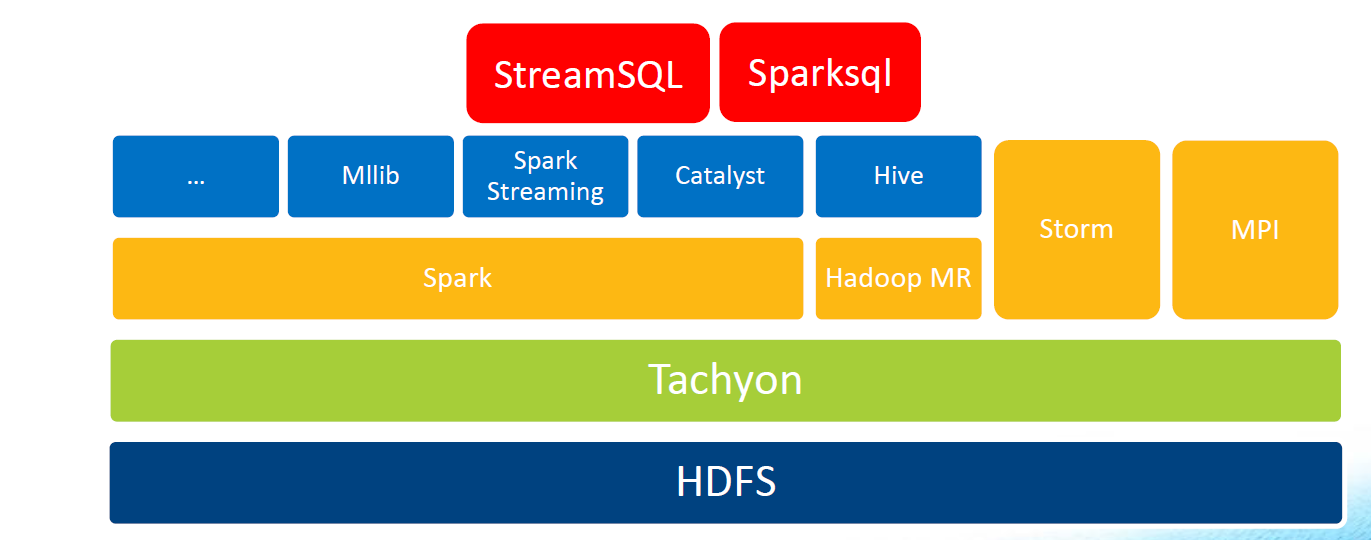 StreamSQL
Sparksql
...
Mllib
Spark
Streaming
Catalyst
Hive
Storm
MPI
Spark
Hadoop MR
Tachyon
HDFS